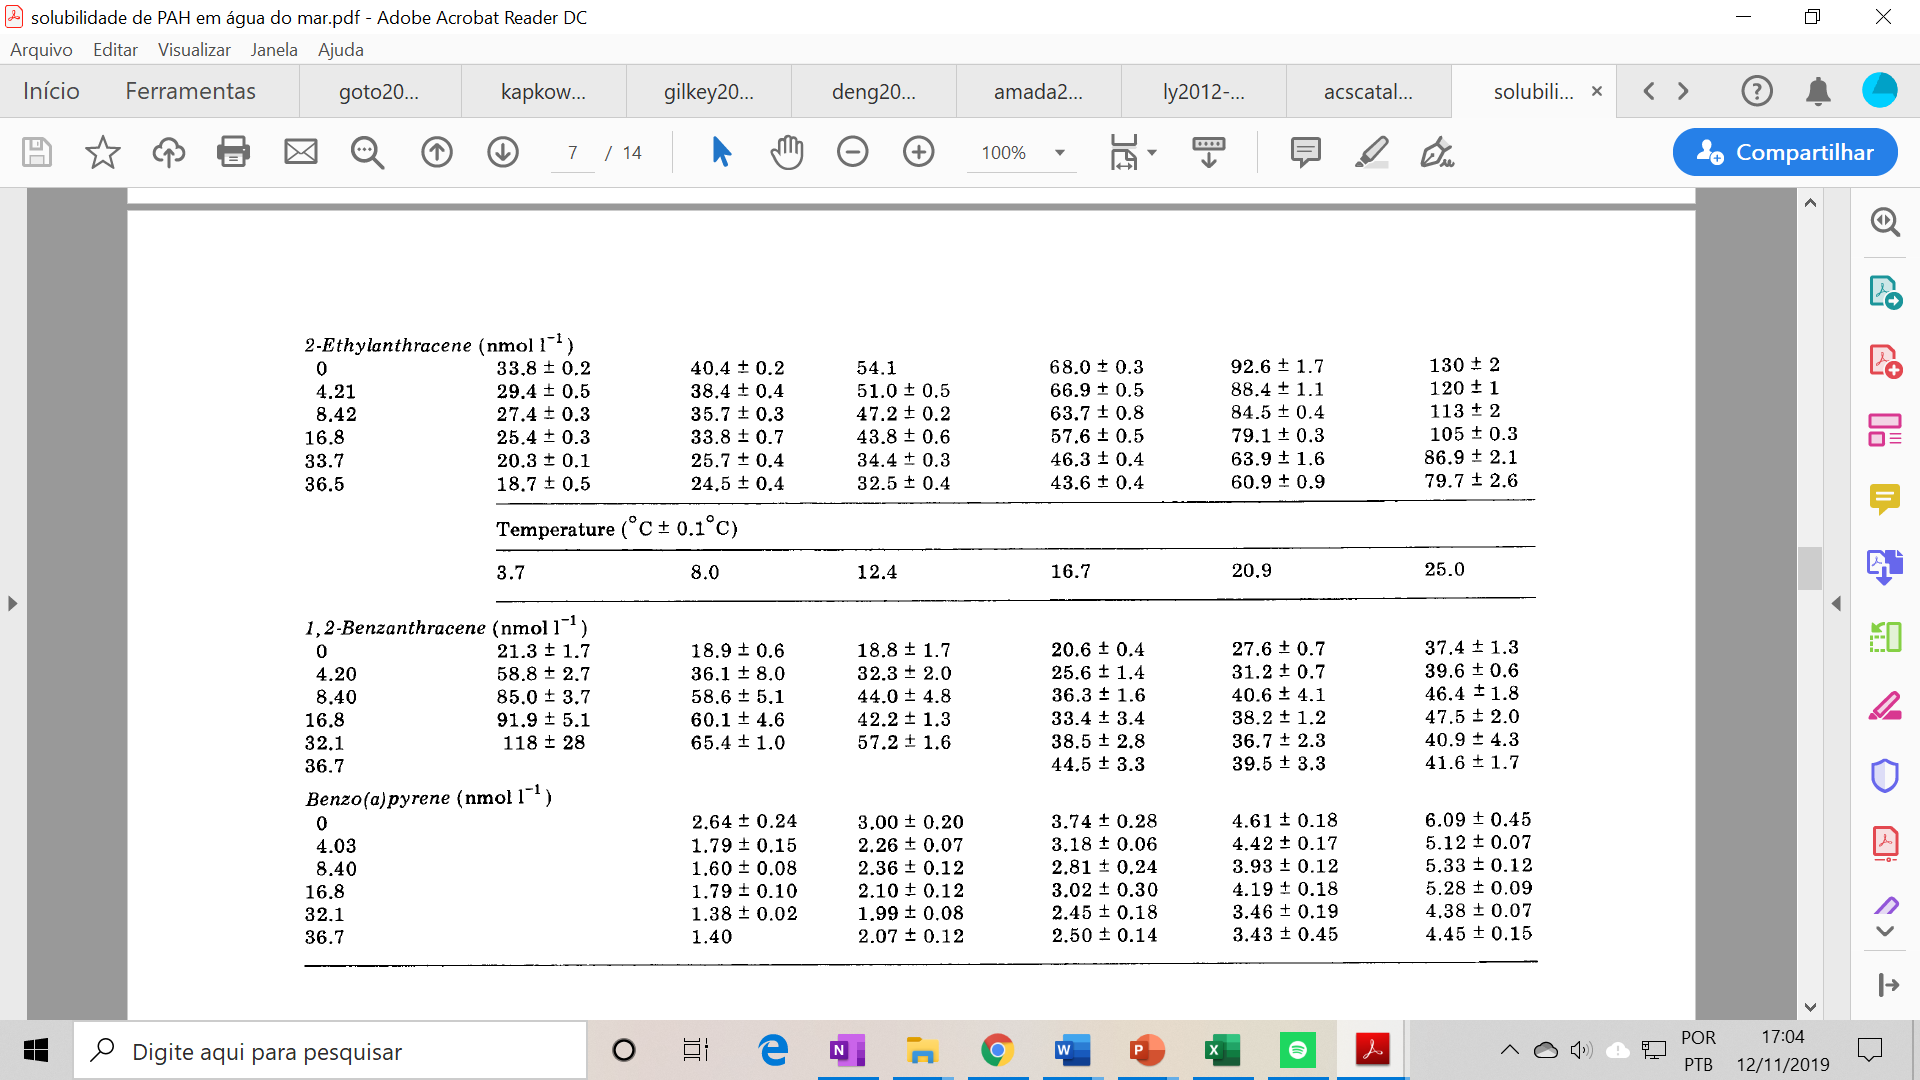 solubilidade de PAH em água do mar.pdf - Adobe Acrobat Reader DC
Arquivo Editar Visualizar Janela Ajuda
Início Ferramentas goto20... kapkow... gilkey20... deng20... amada2... ly2012-... acscatal... solubili... ×
7 / 14 100% Compartilhar
2-Ethylanthracene (nmol l⁻¹)
0 33.8 ± 0.2 40.4 ± 0.2 54.1 68.0 ± 0.3 92.6 ± 1.7 130 ± 2
4.21 29.4 ± 0.5 38.4 ± 0.4 51.0 ± 0.5 66.9 ± 0.5 88.4 ± 1.1 120 ± 1
8.42 27.4 ± 0.3 35.7 ± 0.3 47.2 ± 0.2 63.7 ± 0.8 84.5 ± 0.4 113 ± 2
16.8 25.4 ± 0.3 33.8 ± 0.7 43.8 ± 0.6 57.6 ± 0.5 79.1 ± 0.3 105 ± 0.3
33.7 20.3 ± 0.1 25.7 ± 0.4 34.4 ± 0.3 46.3 ± 0.4 63.9 ± 1.6 86.9 ± 2.1
36.5 18.7 ± 0.5 24.5 ± 0.4 32.5 ± 0.4 43.6 ± 0.4 60.9 ± 0.9 79.7 ± 2.6
Temperature (°C ± 0.1°C)
3.7 8.0 12.4 16.7 20.9 25.0
1,2-Benzanthracene (nmol l⁻¹)
0 21.3 ± 1.7 18.9 ± 0.6 18.8 ± 1.7 20.6 ± 0.4 27.6 ± 0.7 37.4 ± 1.3
4.20 58.8 ± 2.7 36.1 ± 8.0 32.3 ± 2.0 25.6 ± 1.4 31.2 ± 0.7 39.6 ± 0.6
8.40 85.0 ± 3.7 58.6 ± 5.1 44.0 ± 4.8 36.3 ± 1.6 40.6 ± 4.1 46.4 ± 1.8
16.8 91.9 ± 5.1 60.1 ± 4.6 42.2 ± 1.3 33.4 ± 3.4 38.2 ± 1.2 47.5 ± 2.0
32.1 118 ± 28 65.4 ± 1.0 57.2 ± 1.6 38.5 ± 2.8 36.7 ± 2.3 40.9 ± 4.3
36.7 44.5 ± 3.3 39.5 ± 3.3 41.6 ± 1.7
Benzo(a)pyrene (nmol l⁻¹)
0 2.64 ± 0.24 3.00 ± 0.20 3.74 ± 0.28 4.61 ± 0.18 6.09 ± 0.45
4.03 1.79 ± 0.15 2.26 ± 0.07 3.18 ± 0.06 4.42 ± 0.17 5.12 ± 0.07
8.40 1.60 ± 0.08 2.36 ± 0.12 2.81 ± 0.24 3.93 ± 0.12 5.33 ± 0.12
16.8 1.79 ± 0.10 2.10 ± 0.12 3.02 ± 0.30 4.19 ± 0.18 5.28 ± 0.09
32.1 1.38 ± 0.02 1.99 ± 0.08 2.45 ± 0.18 3.46 ± 0.19 4.38 ± 0.07
36.7 1.40 2.07 ± 0.12 2.50 ± 0.14 3.43 ± 0.45 4.45 ± 0.15
Digite aqui para pesquisar
POR 17:04
PTB 12/11/2019